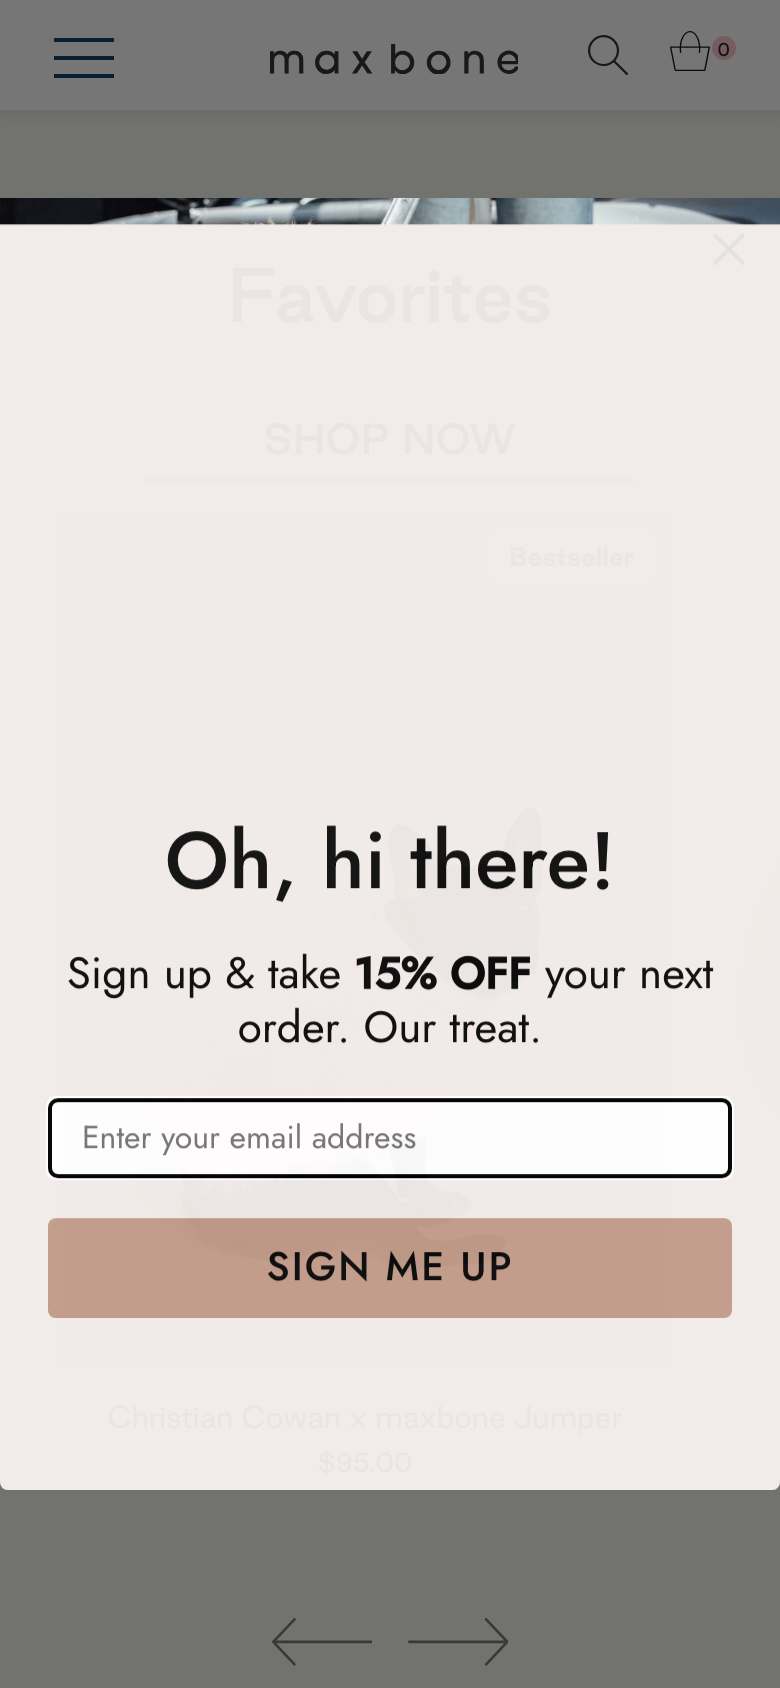 maxbone
0
Favorites
SHOP NOW
Bestseller
Oh, hi there!
Sign up & take 15% OFF your next
order. Our treat.
Enter your email address
SIGN ME UP
Christian Cowan x maxbone Jumper
$95.00